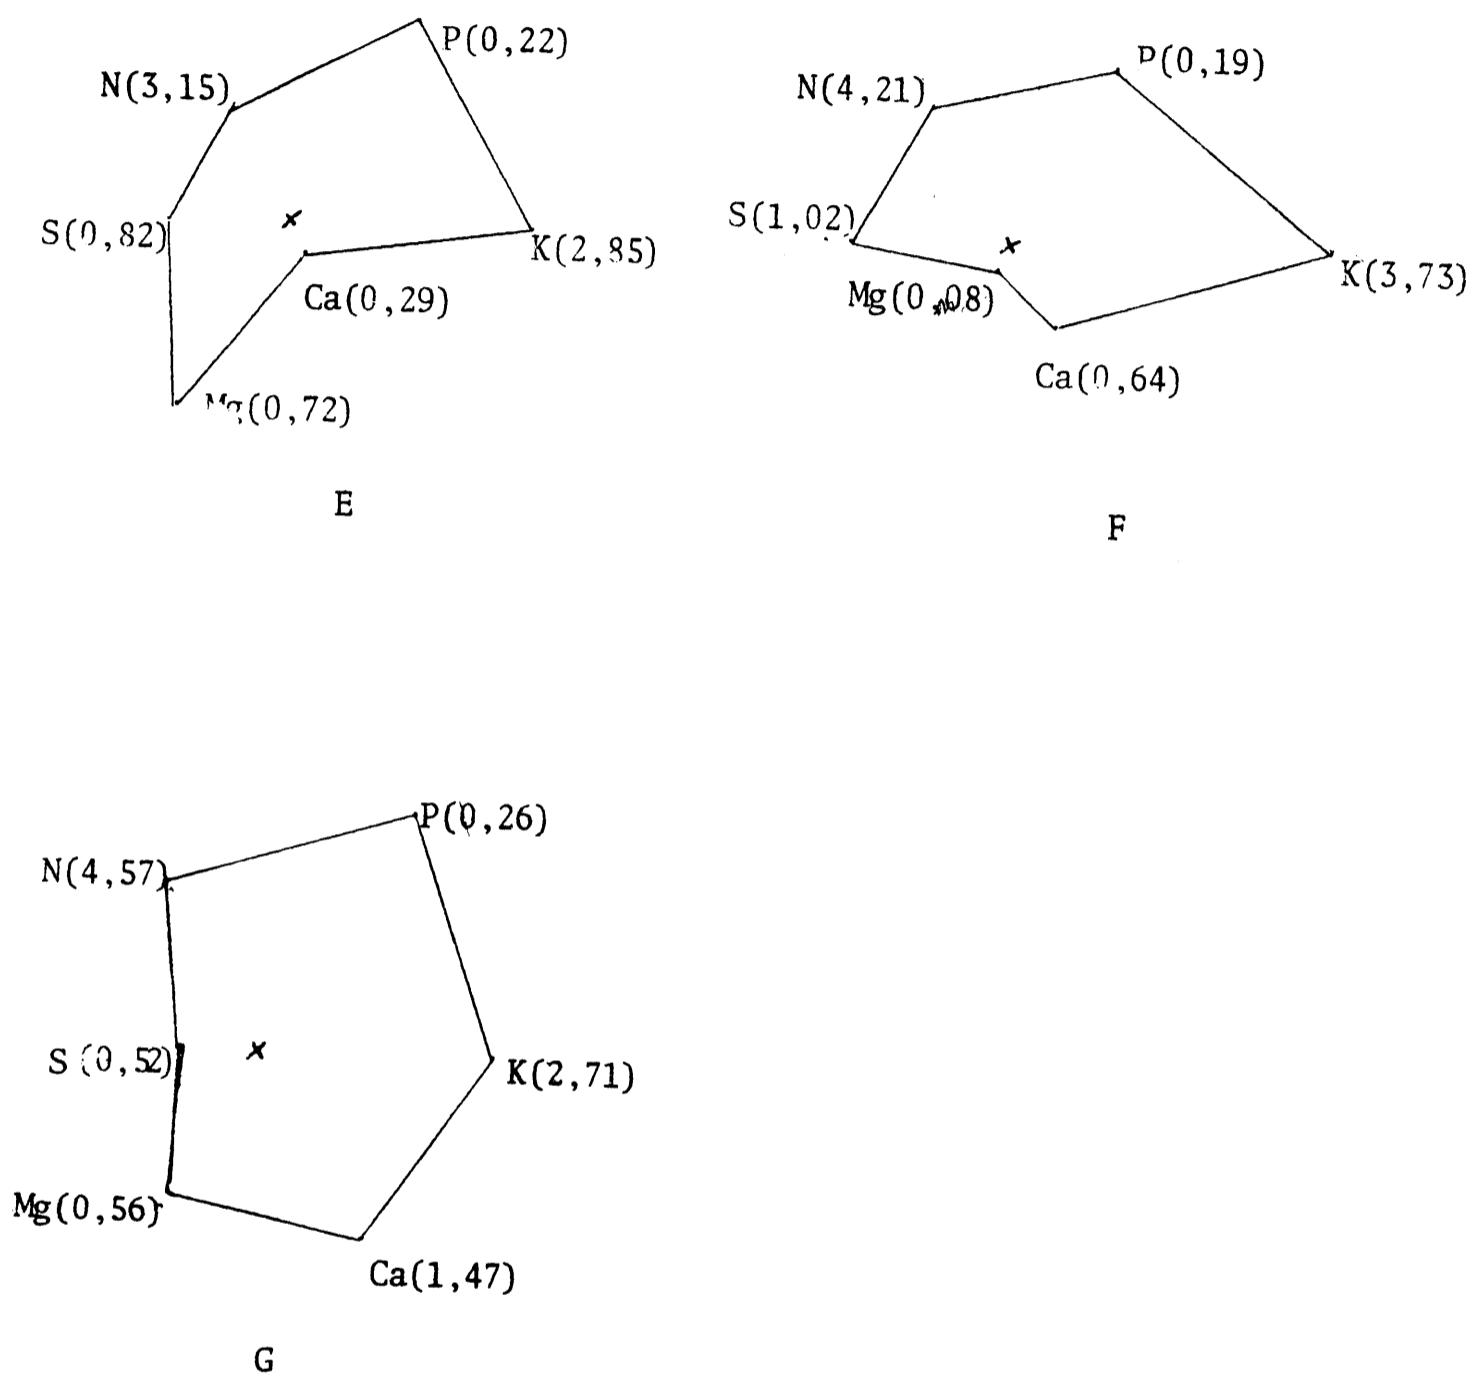 P(0,22)
N(3,15)
S(0,82)
K(2,85)
Ca(0,29)
Mg(0,72)
E
P(0,19)
N(4,21)
S(1,02)
K(3,73)
Mg(0,08)
Ca(0,64)
F
P(0,26)
N(4,57)
S (0,52)
K(2,71)
Mg(0,56)
Ca(1,47)
G